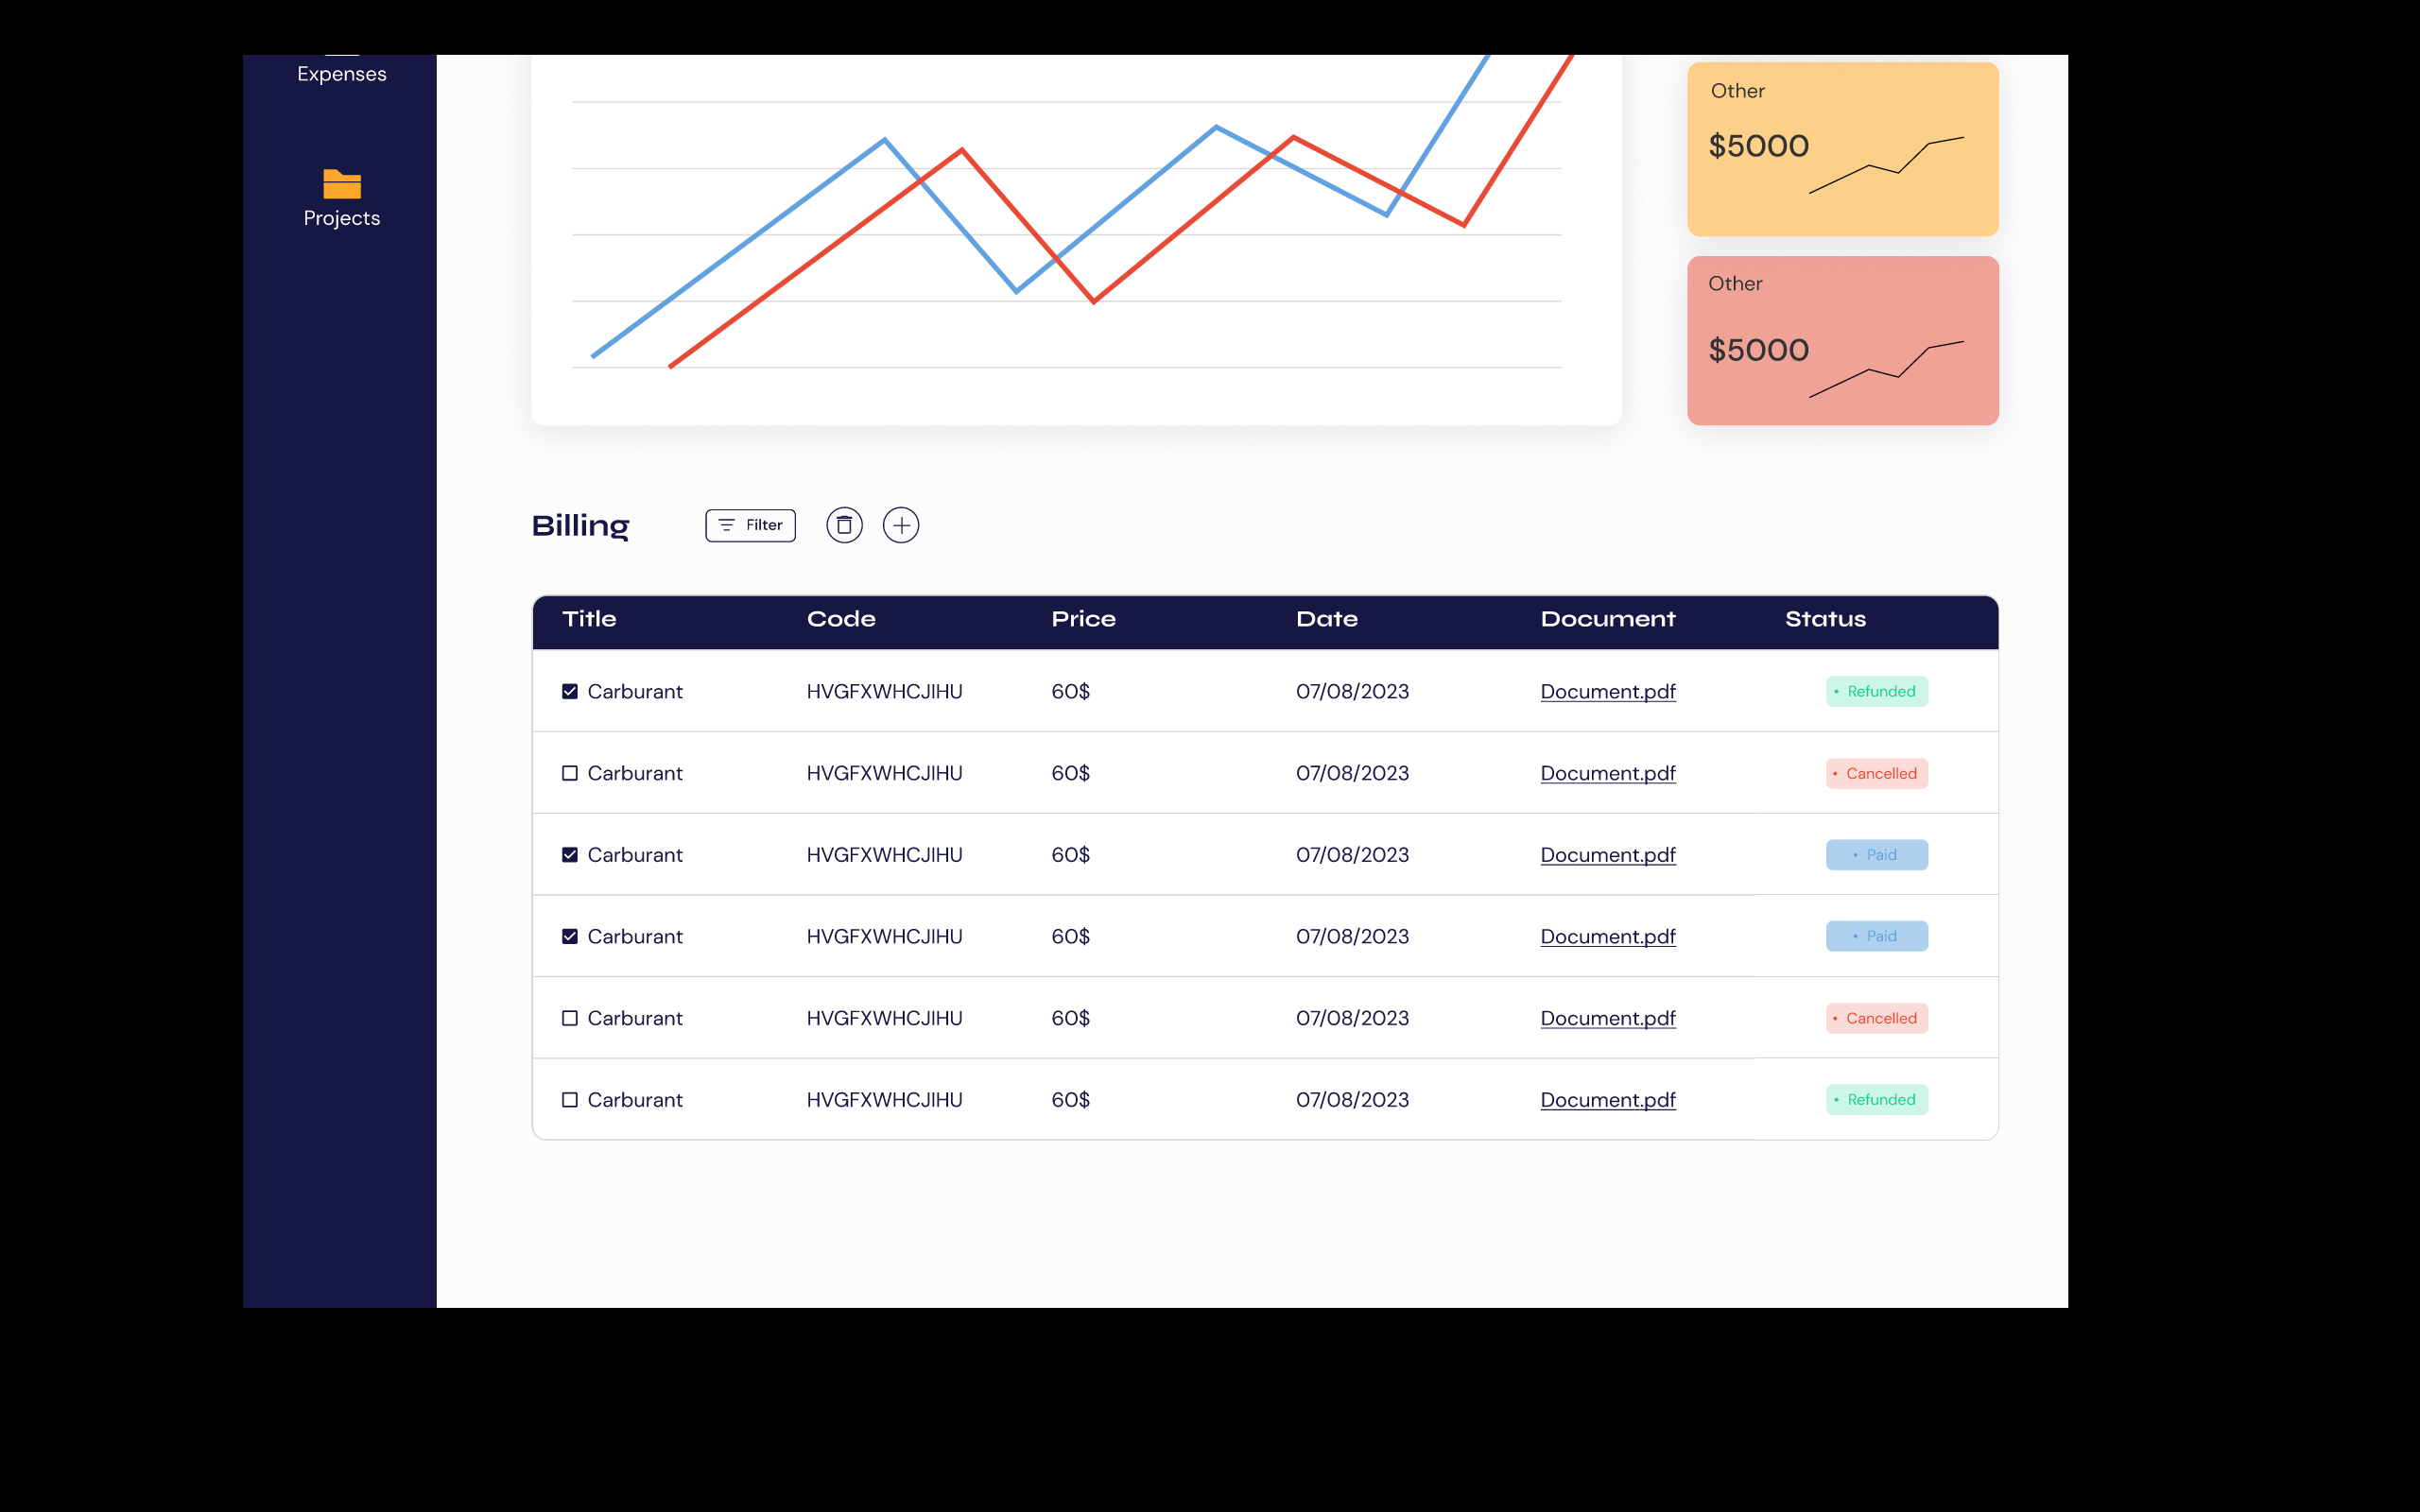 Expenses
Projects
Other
$5000
Other
$5000
Billing
Filter
Title Code Price Date Document Status
Carburant HVGFXWHCJIHU 60$ 07/08/2023 Document.pdf • Refunded
Carburant HVGFXWHCJIHU 60$ 07/08/2023 Document.pdf • Cancelled
Carburant HVGFXWHCJIHU 60$ 07/08/2023 Document.pdf • Paid
Carburant HVGFXWHCJIHU 60$ 07/08/2023 Document.pdf • Paid
Carburant HVGFXWHCJIHU 60$ 07/08/2023 Document.pdf • Cancelled
Carburant HVGFXWHCJIHU 60$ 07/08/2023 Document.pdf • Refunded